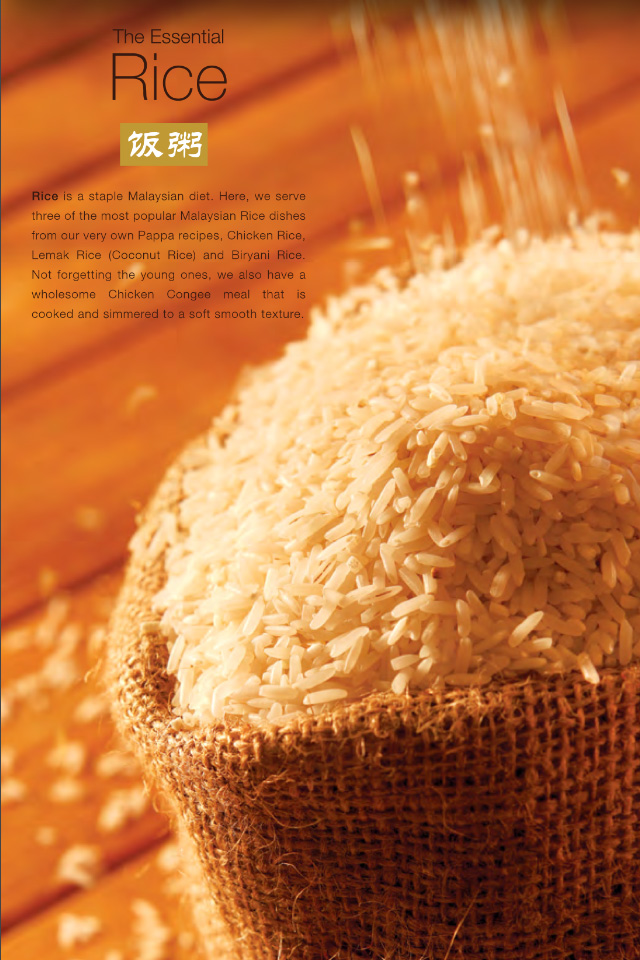 The Essential
Rice
饭粥
Rice is a staple Malaysian diet. Here, we serve
three of the most popular Malaysian Rice dishes
from our very own Pappa recipes, Chicken Rice,
Lemak Rice (Coconut Rice) and Biryani Rice.
Not forgetting the young ones, we also have a
wholesome Chicken Congee meal that is
cooked and simmered to a soft smooth texture.